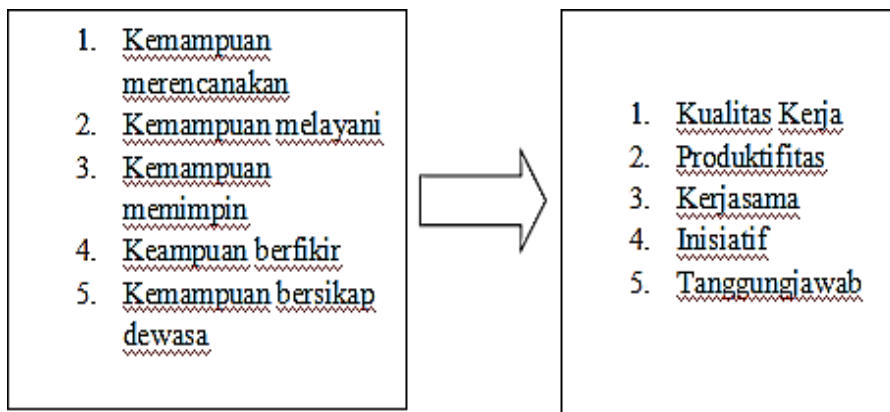 1. Kemampuan
merencanakan
2. Kemampuan melayani
3. Kemampuan
memimpin
4. Keampuan berfikir
5. Kemampuan bersikap
dewasa
1. Kualitas Kerja
2. Produktifitas
3. Kerjasama
4. Inisiatif
5. Tanggungjawab